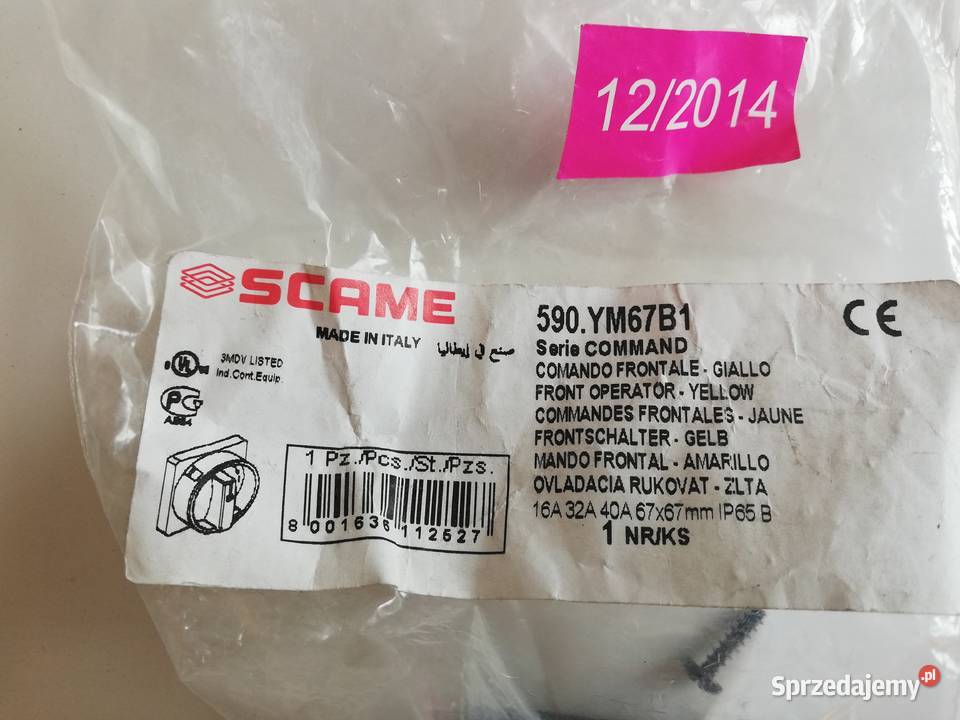 12/2014
SCAME
MADE IN ITALY صنع في إيطاليا
UL 3MDV LISTED
Ind.Cont.Equip.
PC
1 Pz./Pcs./St./Pzs.
8 001636 112527
590.YM67B1
CE
Serie COMMAND
COMANDO FRONTALE - GIALLO
FRONT OPERATOR - YELLOW
COMMANDES FRONTALES - JAUNE
FRONTSCHALTER - GELB
MANDO FRONTAL - AMARILLO
OVLADACIA RUKOVAT - ZLTA
16A 32A 40A 67x67mm IP65 B
1 NR/KS
Sprzedajemy.pl